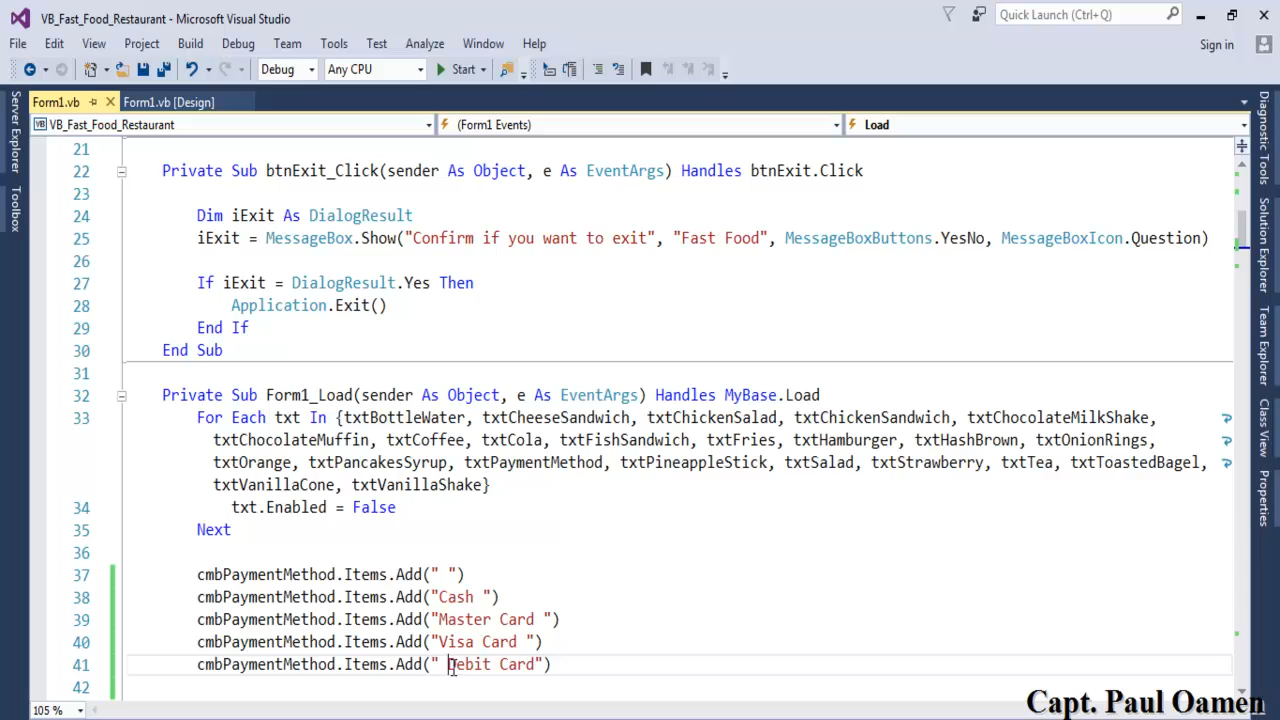 VB_Fast_Food_Restaurant - Microsoft Visual Studio
Quick Launch (Ctrl+Q)
File Edit View Project Build Debug Team Tools Test Analyze Window Help
Sign in
Debug Any CPU Start
Form1.vb Form1.vb [Design]
VB_Fast_Food_Restaurant (Form1 Events) Load
Server Explorer
Toolbox
Diagnostic Tools
Solution Explorer
Team Explorer
Class View
Properties
21
22 Private Sub btnExit_Click(sender As Object, e As EventArgs) Handles btnExit.Click
23
24 Dim iExit As DialogResult
25 iExit = MessageBox.Show("Confirm if you want to exit", "Fast Food", MessageBoxButtons.YesNo, MessageBoxIcon.Question)
26
27 If iExit = DialogResult.Yes Then
28 Application.Exit()
29 End If
30 End Sub
31
32 Private Sub Form1_Load(sender As Object, e As EventArgs) Handles MyBase.Load
33 For Each txt In {txtBottleWater, txtCheeseSandwich, txtChickenSalad, txtChickenSandwich, txtChocolateMilkShake,
txtChocolateMuffin, txtCoffee, txtCola, txtFishSandwich, txtFries, txtHamburger, txtHashBrown, txtOnionRings,
txtOrange, txtPancakesSyrup, txtPaymentMethod, txtPineappleStick, txtSalad, txtStrawberry, txtTea, txtToastedBagel,
txtVanillaCone, txtVanillaShake}
34 txt.Enabled = False
35 Next
36
37 cmbPaymentMethod.Items.Add(" ")
38 cmbPaymentMethod.Items.Add("Cash ")
39 cmbPaymentMethod.Items.Add("Master Card ")
40 cmbPaymentMethod.Items.Add("Visa Card ")
41 cmbPaymentMethod.Items.Add(" Debit Card")
42
105 %
Capt. Paul Oamen